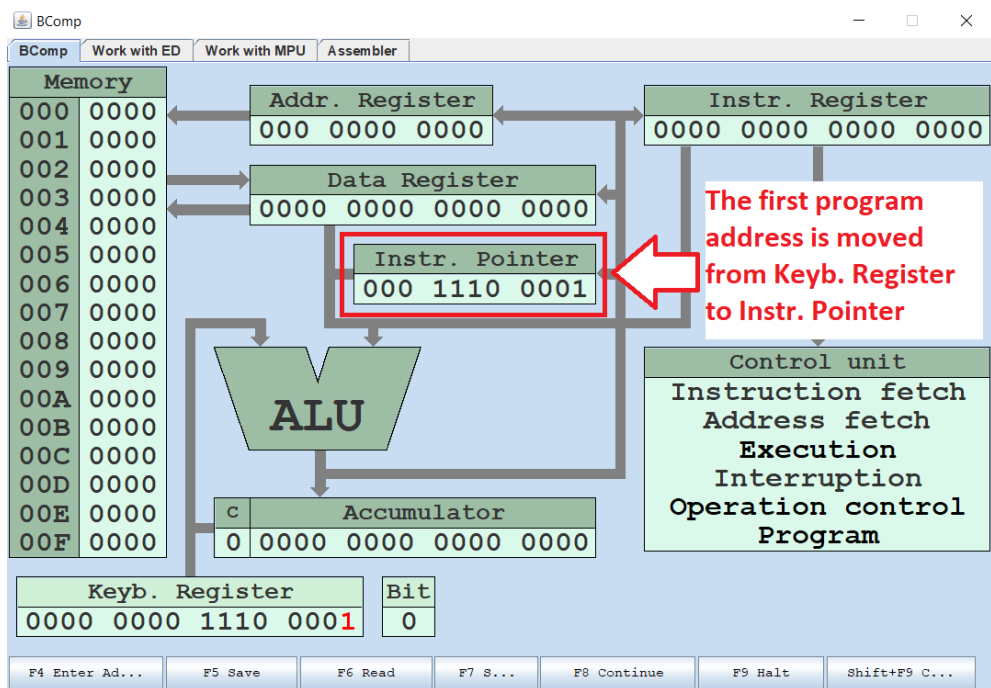 BComp
BComp Work with ED Work with MPU Assembler
Memory
000 0000
001 0000
002 0000
003 0000
004 0000
005 0000
006 0000
007 0000
008 0000
009 0000
00A 0000
00B 0000
00C 0000
00D 0000
00E 0000
00F 0000
Addr. Register
000 0000 0000
Instr. Register
0000 0000 0000 0000
Data Register
0000 0000 0000 0000
Instr. Pointer
000 1110 0001
The first program
address is moved
from Keyb. Register
to Instr. Pointer
ALU
Control unit
Instruction fetch
Address fetch
Execution
Interruption
Operation control
Program
C Accumulator
0 0000 0000 0000 0000
Keyb. Register
0000 0000 1110 0001
Bit
0
F4 Enter Ad... F5 Save F6 Read F7 S... F8 Continue F9 Halt Shift+F9 C...